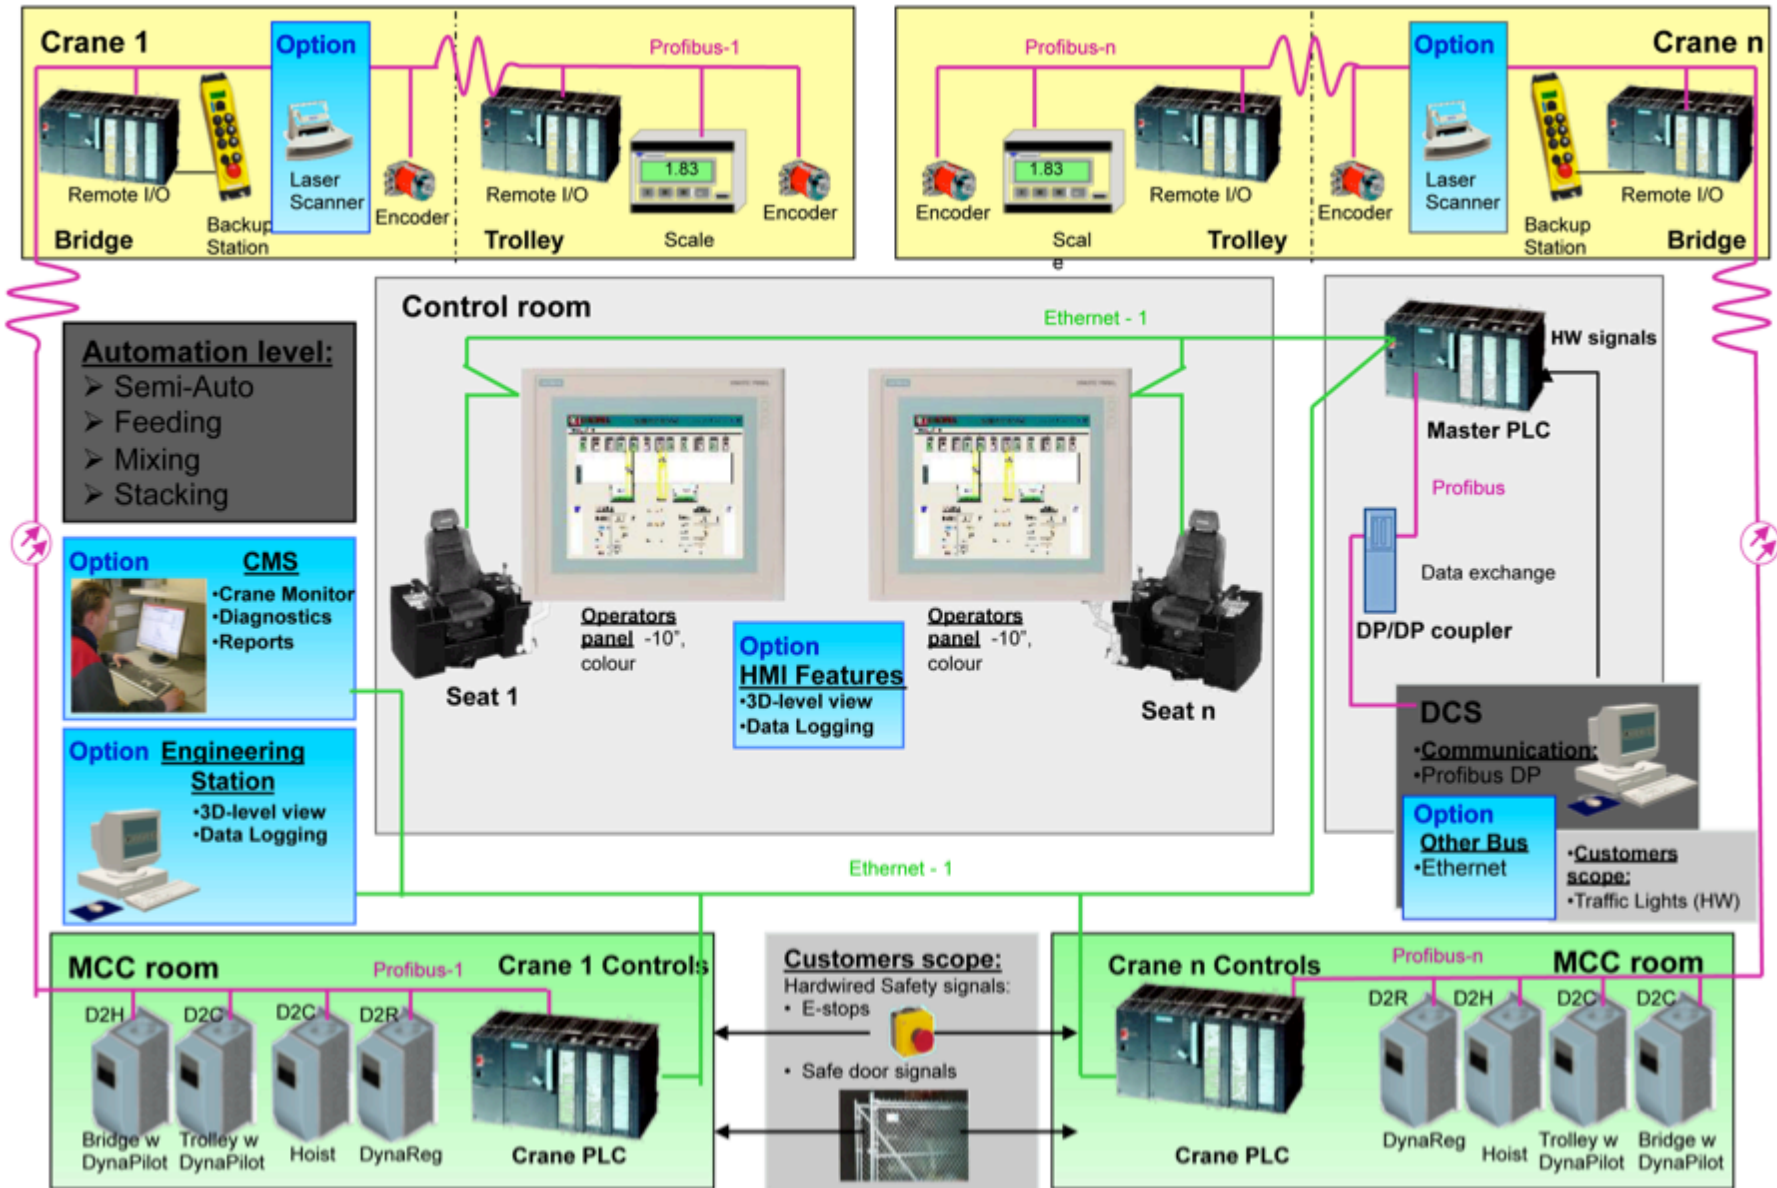 Crane 1
Option
Profibus-1
Remote I/O
Backup
Station
Laser
Scanner
Encoder
Remote I/O
1.83
Scale
Encoder
Bridge
Trolley
Profibus-n
Option
Crane n
Encoder
1.83
Scal
e
Remote I/O
Encoder
Laser
Scanner
Backup
Station
Remote I/O
Trolley
Bridge
Automation level:
➢ Semi-Auto
➢ Feeding
➢ Mixing
➢ Stacking
Control room
Ethernet - 1
Operators
panel -10”,
colour
Operators
panel -10”,
colour
Seat 1
Seat n
Option
HMI Features
•3D-level view
•Data Logging
HW signals
Master PLC
Profibus
Data exchange
DP/DP coupler
DCS
•Communication:
•Profibus DP
Option
Other Bus
•Ethernet
•Customers
scope:
•Traffic Lights (HW)
Option CMS
•Crane Monitor
•Diagnostics
•Reports
Option Engineering
Station
•3D-level view
•Data Logging
Ethernet - 1
MCC room
Profibus-1
Crane 1 Controls
D2H
D2C
D2C
D2R
Bridge w
DynaPilot
Trolley w
DynaPilot
Hoist
DynaReg
Crane PLC
Customers scope:
Hardwired Safety signals:
• E-stops
• Safe door signals
Crane n Controls
Profibus-n
MCC room
D2R
D2H
D2C
D2C
Crane PLC
DynaReg
Hoist
Trolley w
DynaPilot
Bridge w
DynaPilot